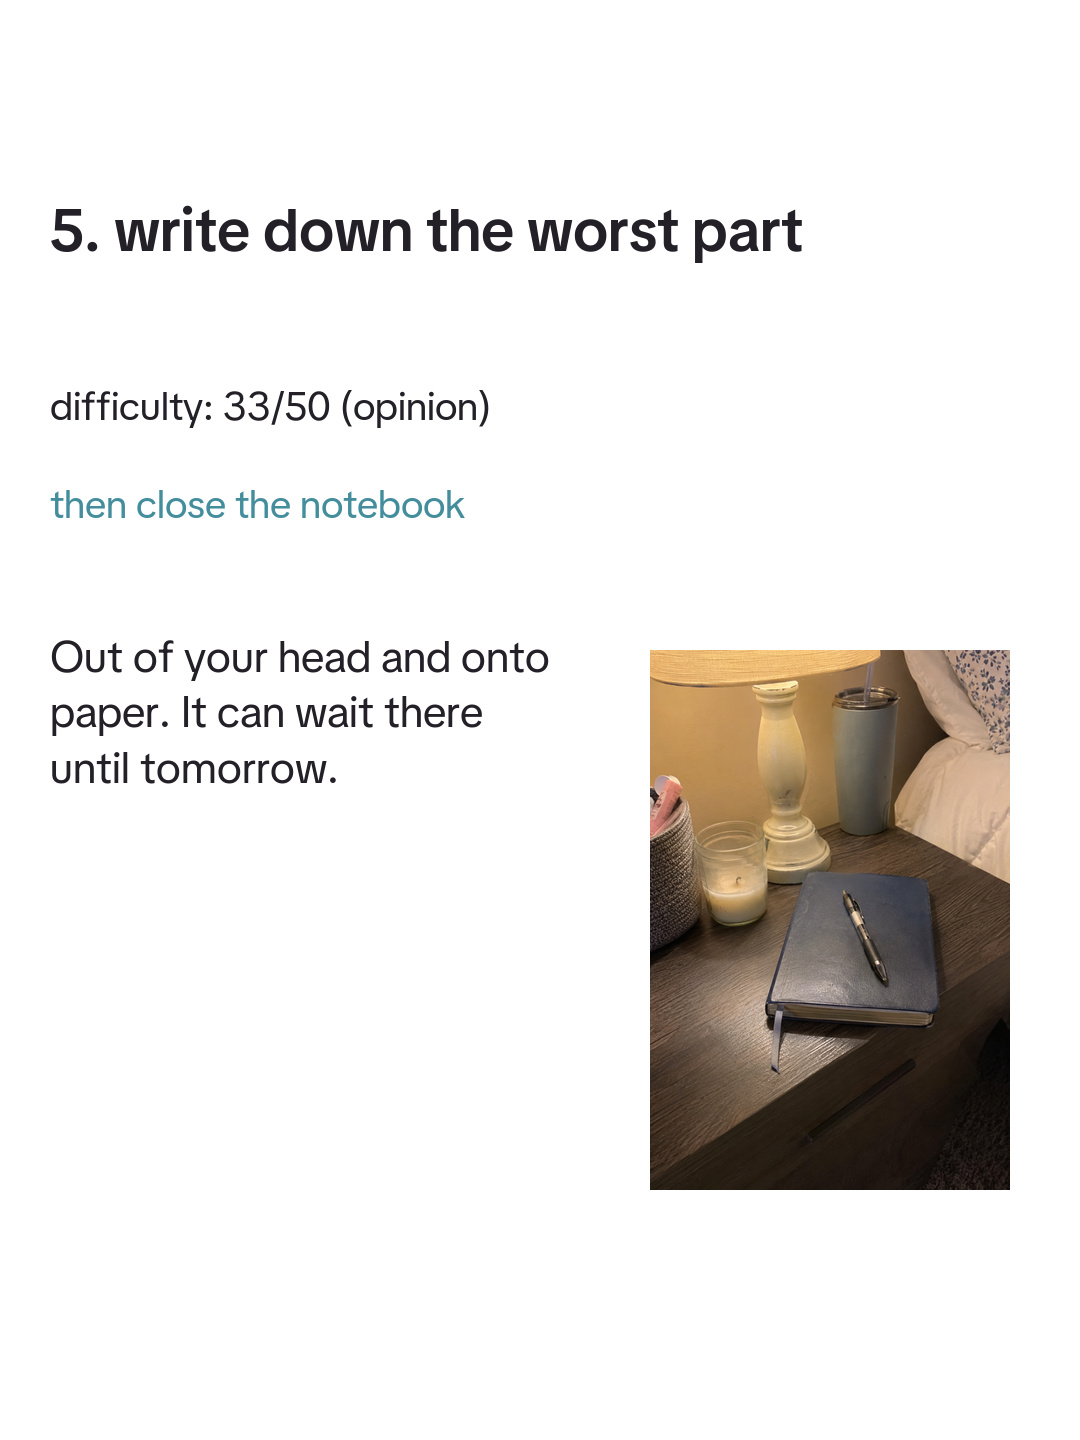 5. write down the worst part
difficulty: 33/50 (opinion)
then close the notebook
Out of your head and onto
paper. It can wait there
until tomorrow.